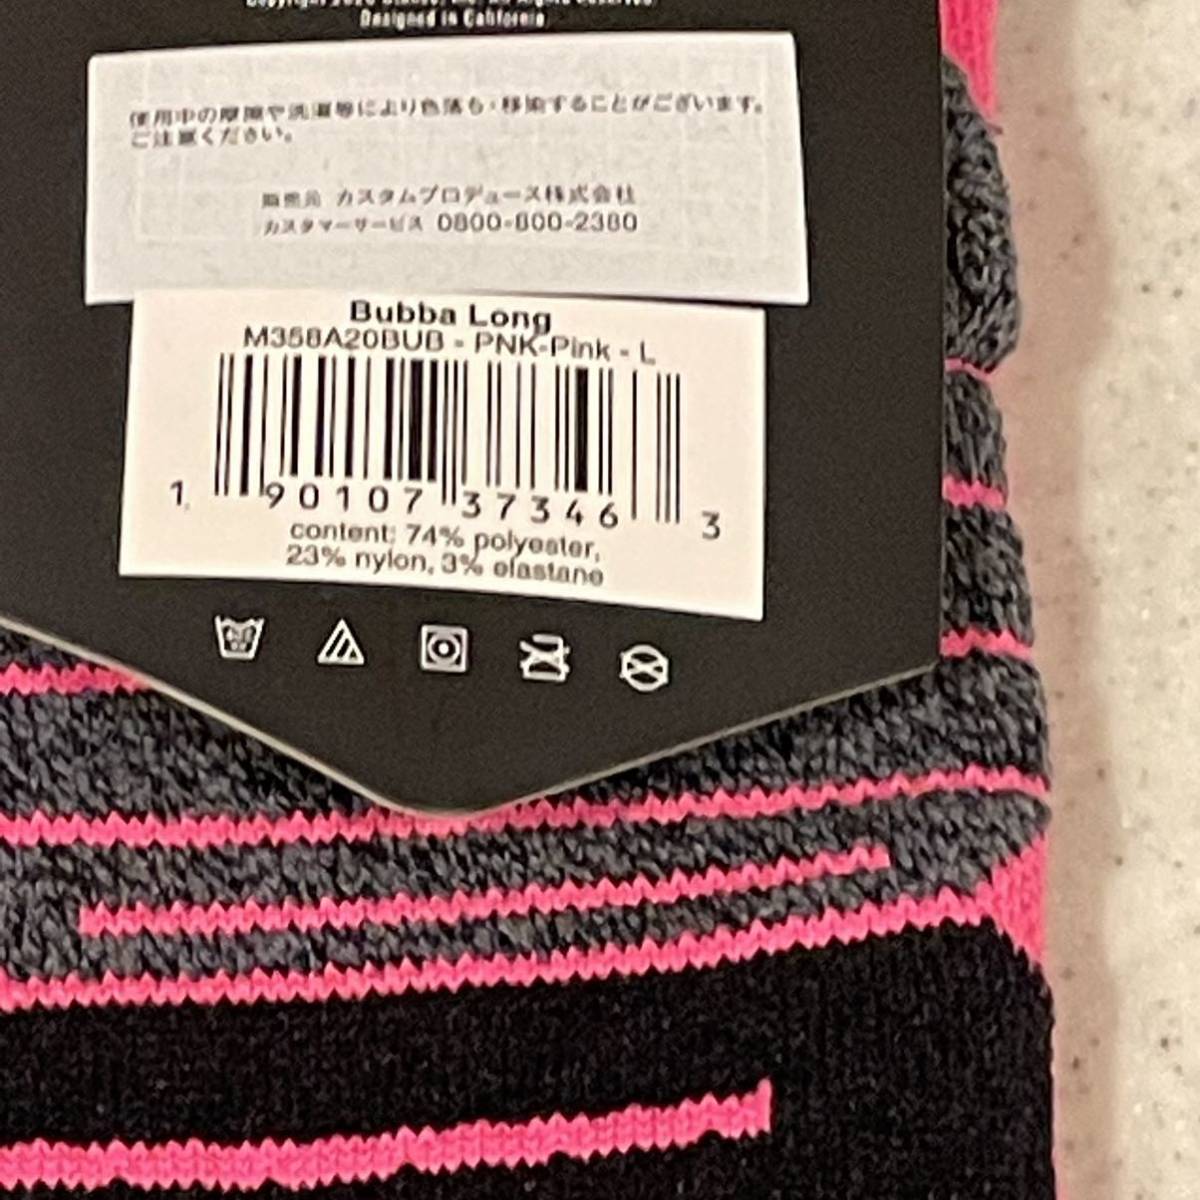 Designed in California
使用中の摩擦や洗濯等により色落ち・移染することがございます。
ご注意ください。
販売元 カスタムプロデュース株式会社
カスタマーサービス 0800-800-2380
Bubba Long
M358A20BUB - PNK-Pink - L
1 90107 37346 3
content: 74% polyester,
23% nylon, 3% elastane